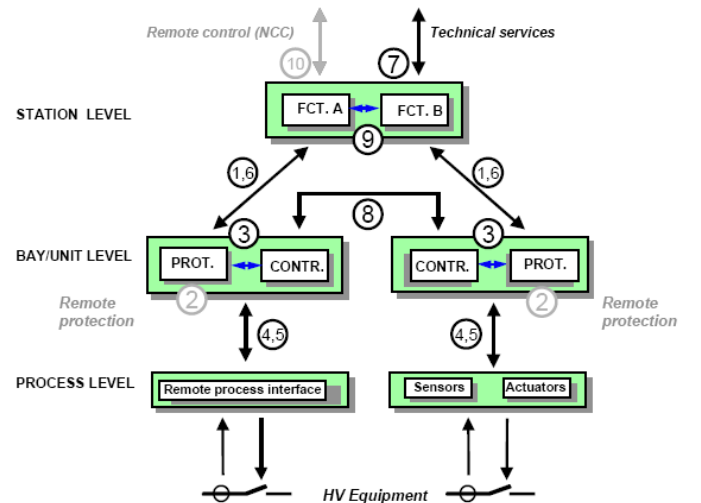 Remote control (NCC)
Technical services
10
7
STATION LEVEL
FCT. A
FCT. B
9
1,6
1,6
8
3
3
BAY/UNIT LEVEL
PROT.
CONTR.
CONTR.
PROT.
2
2
Remote
protection
Remote
protection
4,5
4,5
PROCESS LEVEL
Remote process interface
Sensors
Actuators
HV Equipment